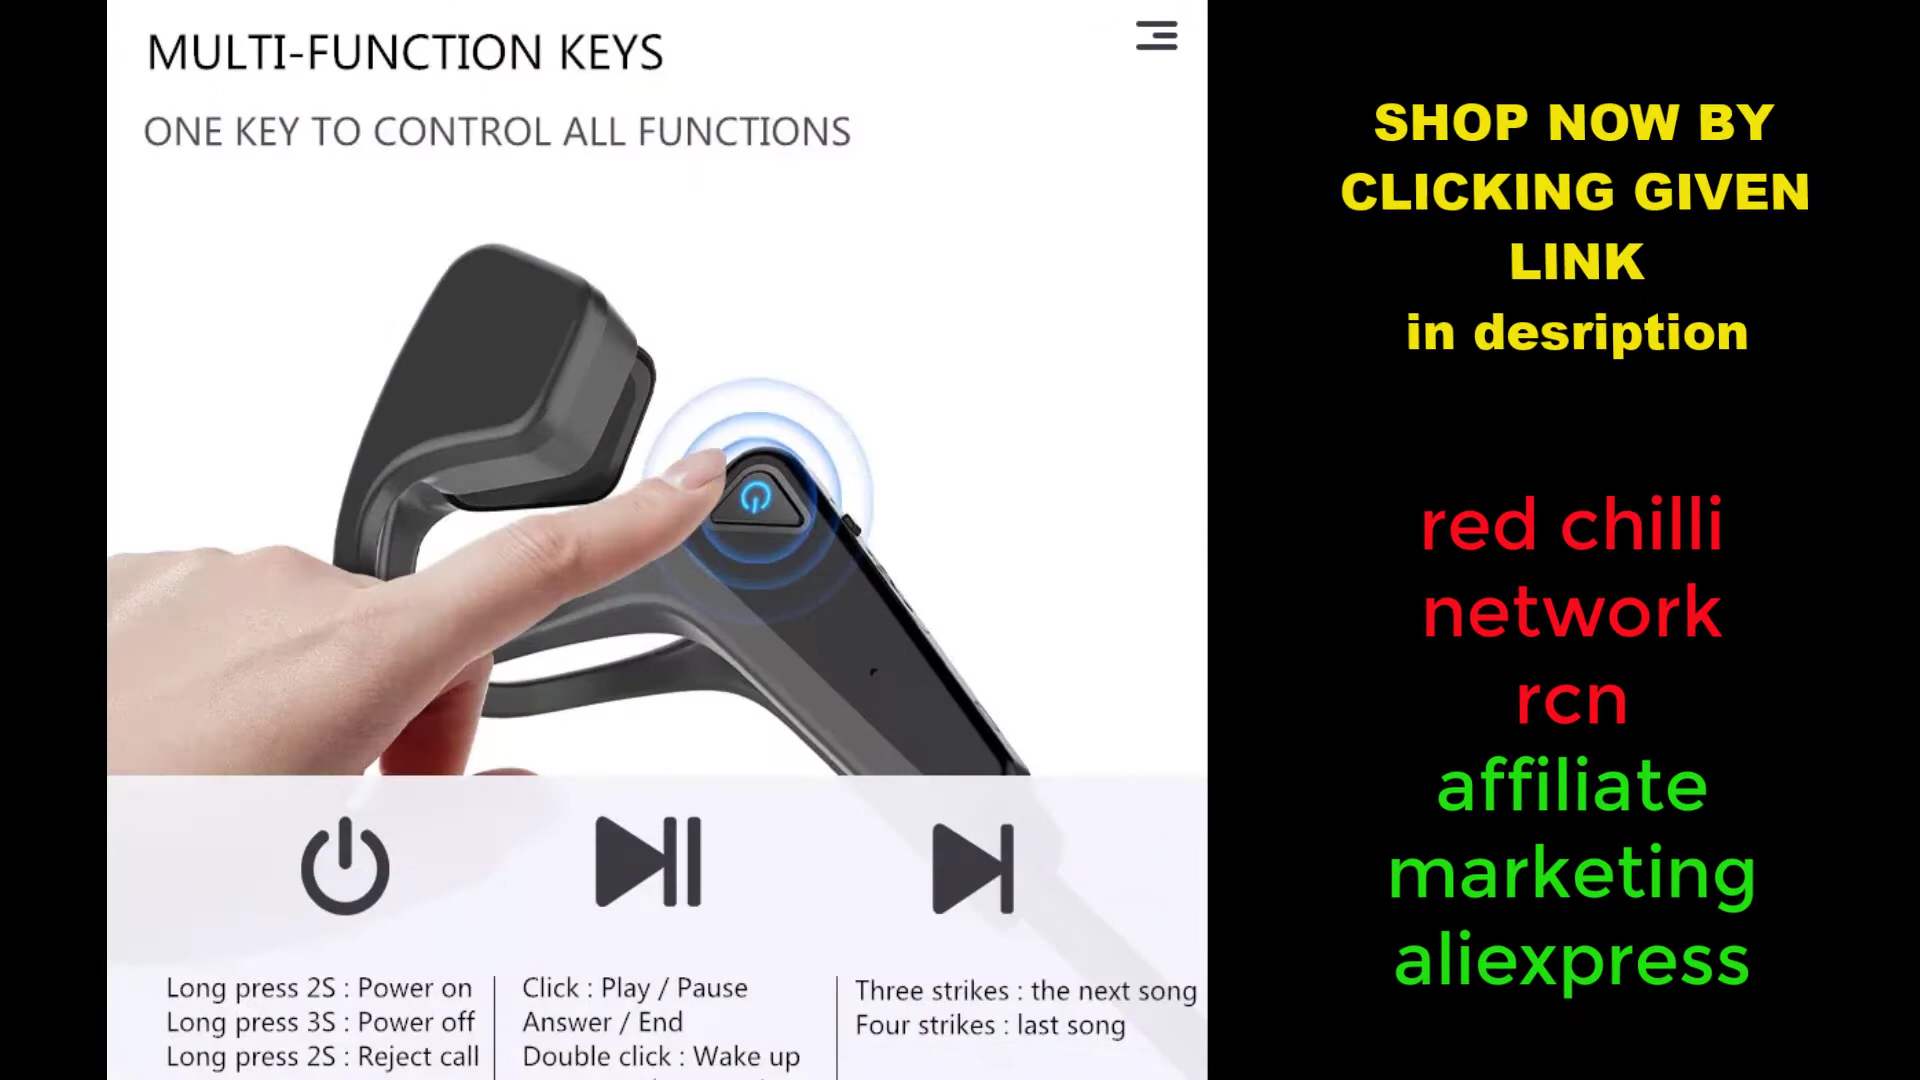 MULTI-FUNCTION KEYS
ONE KEY TO CONTROL ALL FUNCTIONS
Long press 2S : Power on
Long press 3S : Power off
Long press 2S : Reject call
Click : Play / Pause
Answer / End
Double click : Wake up
Three strikes : the next song
Four strikes : last song
SHOP NOW BY
CLICKING GIVEN
LINK
in desription
red chilli
network
rcn
affiliate
marketing
aliexpress